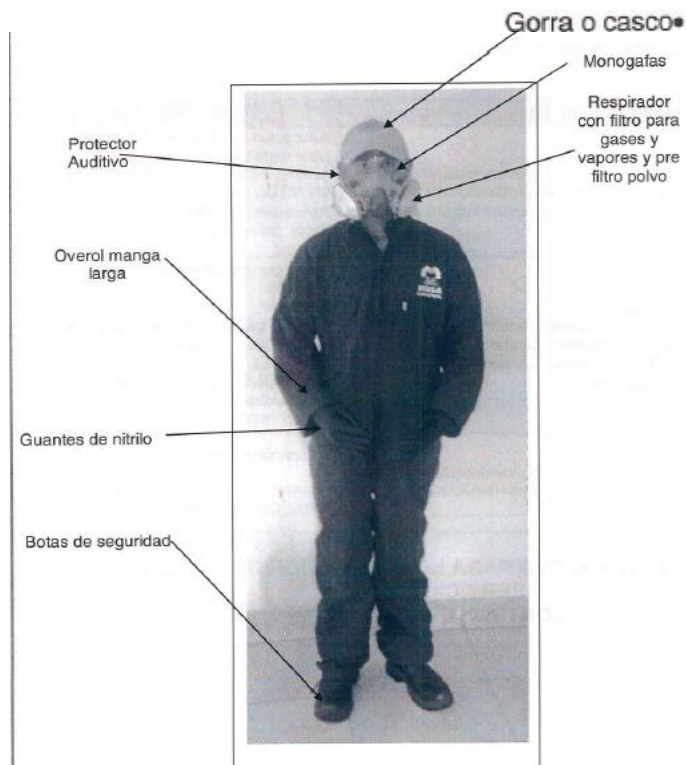 Gorra o casco•
Monogafas
Respirador
con filtro para
gases y
vapores y pre
filtro polvo
Protector
Auditivo
Overol manga
larga
Guantes de nitrilo
Botas de seguridad